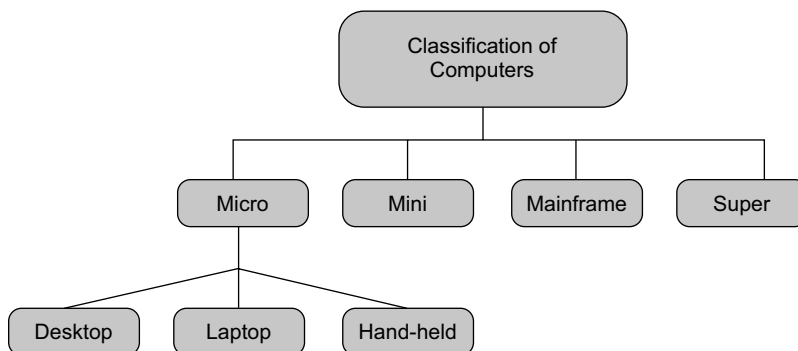 Classification of
Computers
Micro
Mini
Mainframe
Super
Desktop
Laptop
Hand-held